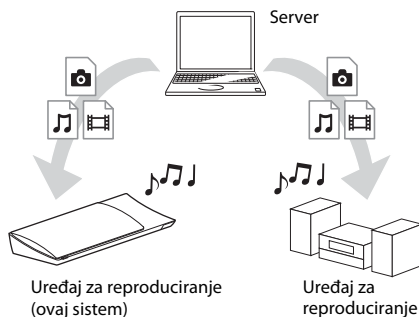 Server
Uređaj za reproduciranje
(ovaj sistem)
Uređaj za
reproduciranje